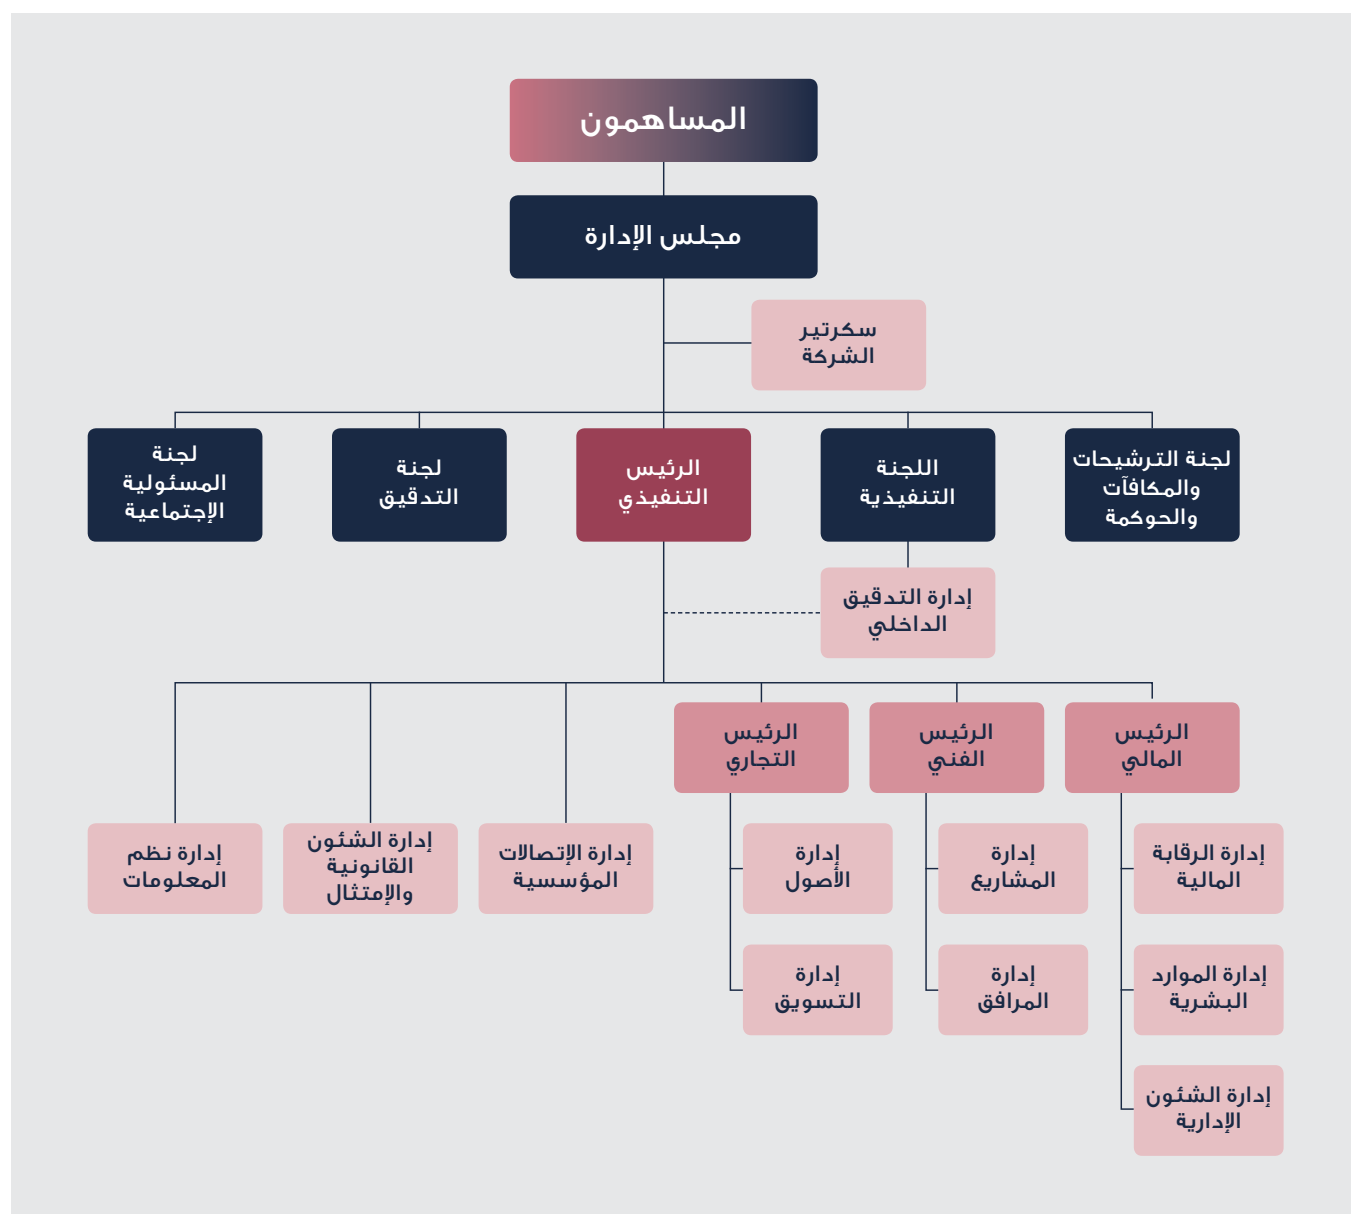 المساهمون
مجلس الإدارة
سكرتير
الشركة
لجنة الترشيحات
والمكافآت
والحوكمة
اللجنة
التنفيذية
الرئيس
التنفيذي
لجنة
التدقيق
لجنة
المسئولية
الإجتماعية
إدارة التدقيق
الداخلي
الرئيس
المالي
الرئيس
الفني
الرئيس
التجاري
إدارة الرقابة
المالية
إدارة
المشاريع
إدارة
الأصول
إدارة الإتصالات
المؤسسية
إدارة الشئون
القانونية
والإمتثال
إدارة نظم
المعلومات
إدارة الموارد
البشرية
إدارة
المرافق
إدارة
التسويق
إدارة الشئون
الإدارية